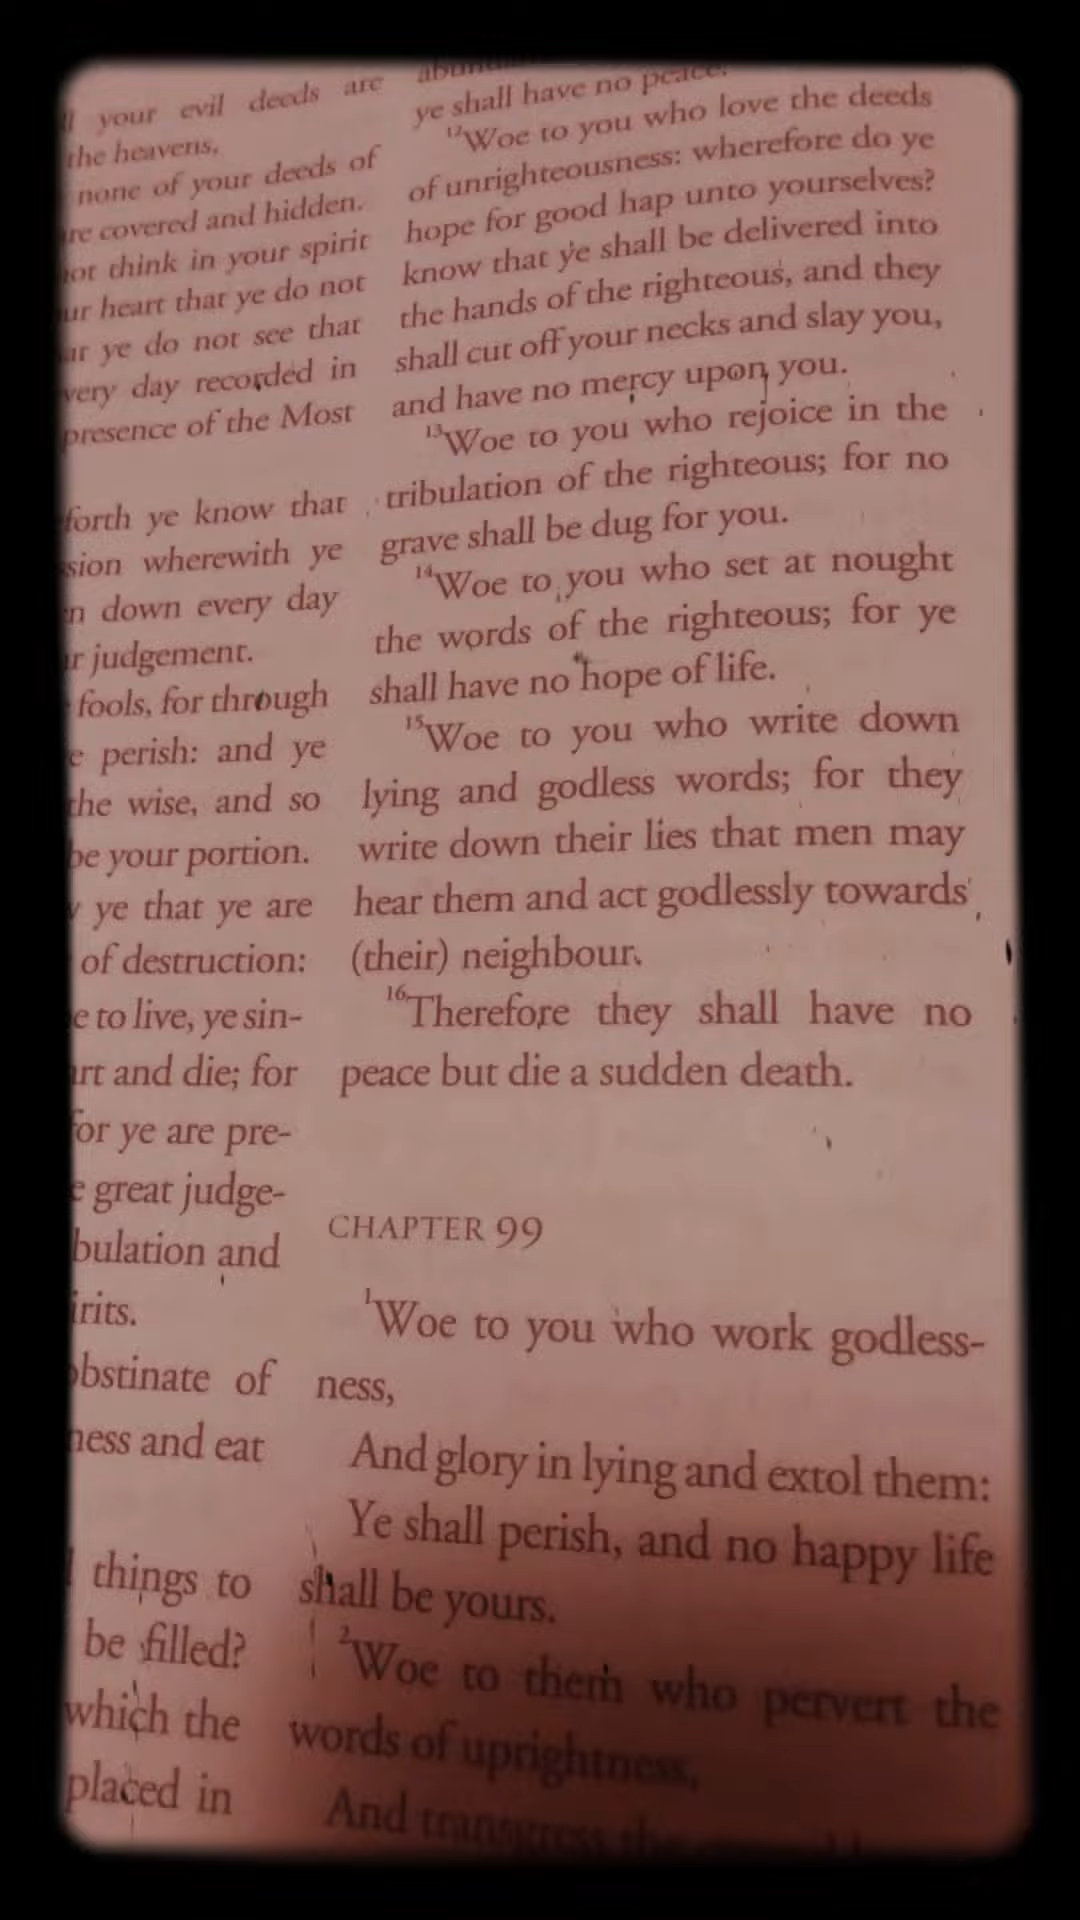 your evil deeds are
the heavens,
none of your deeds of
covered and hidden.
think in your spirit
heart that ye do not
ye do not see that
day recorded in
presence of the Most
forth ye know that
wherewith ye
down every day
judgement.
fools, for through
perish: and ye
the wise, and so
be your portion.
ye that ye are
of destruction:
to live, ye sin-
and die; for
for ye are pre-
great judge-
and
obstinate of
and eat
things to
be filled?
which the
placed in
ye shall have no peace.
¹²Woe to you who love the deeds
of unrighteousness: wherefore do ye
hope for good hap unto yourselves?
know that ye shall be delivered into
the hands of the righteous, and they
shall cut off your necks and slay you,
and have no mercy upon you.
¹³Woe to you who rejoice in the
tribulation of the righteous; for no
grave shall be dug for you.
¹⁴Woe to you who set at nought
the words of the righteous; for ye
shall have no hope of life.
¹⁵Woe to you who write down
lying and godless words; for they
write down their lies that men may
hear them and act godlessly towards
(their) neighbour.
¹⁶Therefore they shall have no
peace but die a sudden death.
CHAPTER 99
¹Woe to you who work godless-
ness,
And glory in lying and extol them:
Ye shall perish, and no happy life
shall be yours.
²Woe to them who pervert the
words of uprightness,
And transgress the